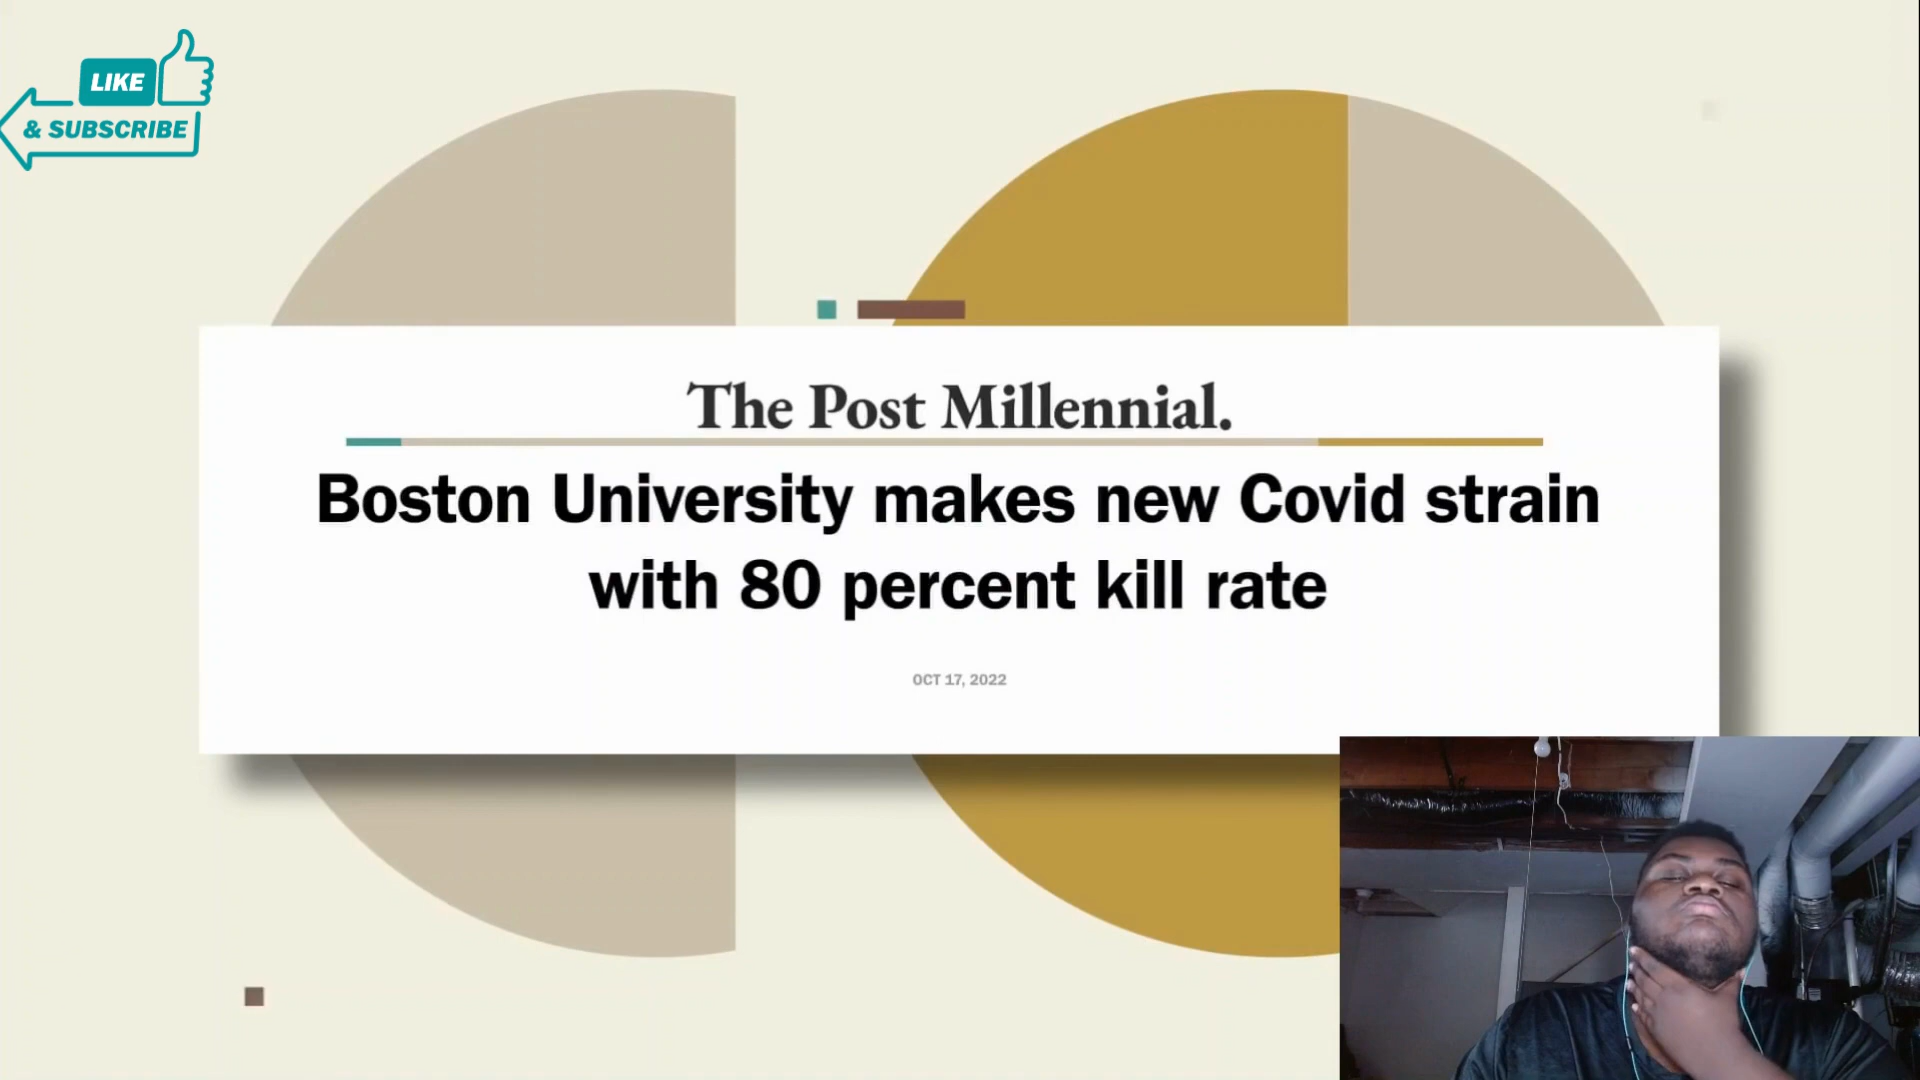 LIKE
& SUBSCRIBE
The Post Millennial.
Boston University makes new Covid strain
with 80 percent kill rate
OCT 17, 2022